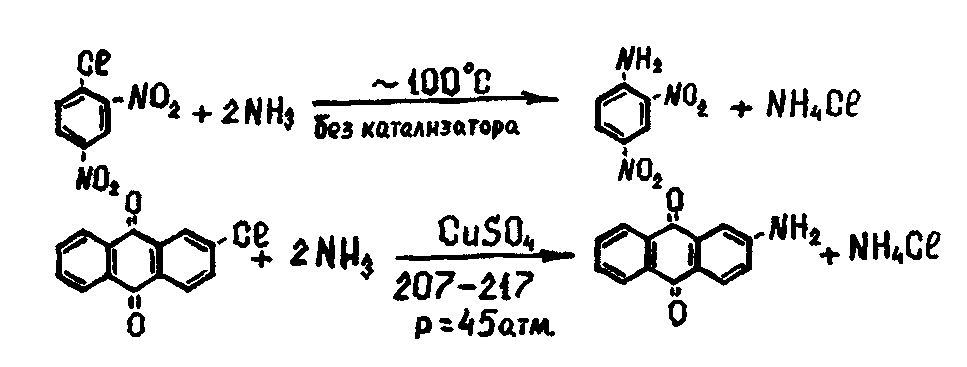 Cl NO₂ + 2NH₃ ~100°C без катализатора NH₂ NO₂ + NH₄Cl
NO₂ NO₂
O Cl + 2NH₃ CuSO₄ O NH₂ + NH₄Cl
207-217
O p=45атм. O